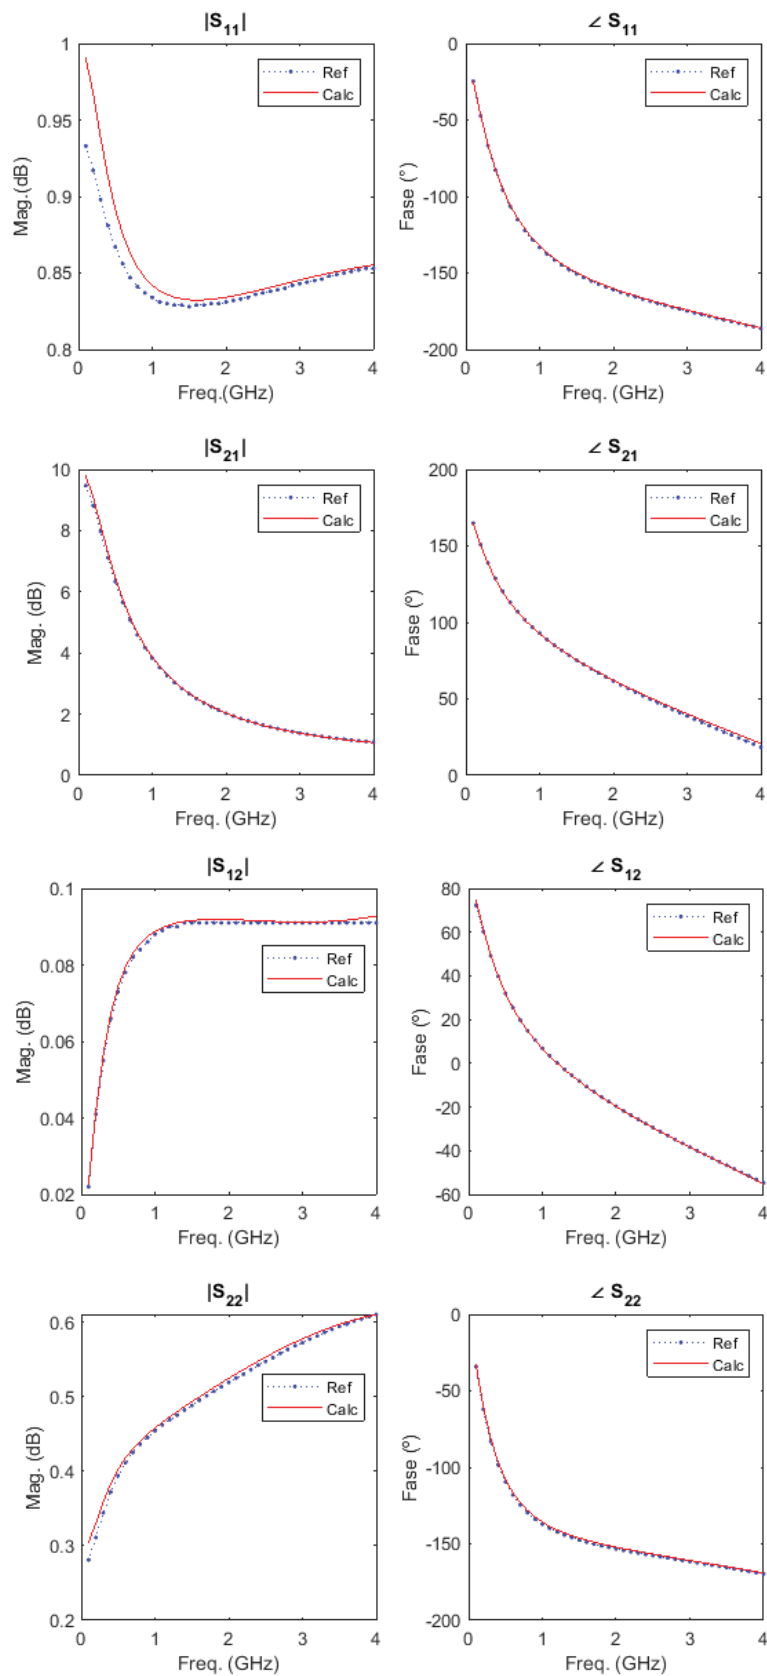 |S11|
1
0.95
0.9
0.85
0.8
Mag.(dB)
Ref
Calc
0 1 2 3 4
Freq.(GHz)
∠ S11
0
-50
-100
-150
-200
Fase (°)
Ref
Calc
0 1 2 3 4
Freq. (GHz)
|S21|
10
8
6
4
2
0
Mag. (dB)
Ref
Calc
0 1 2 3 4
Freq. (GHz)
∠ S21
200
150
100
50
0
Fase (º)
Ref
Calc
0 1 2 3 4
Freq. (GHz)
|S12|
0.1
0.08
0.06
0.04
0.02
Mag. (dB)
Ref
Calc
0 1 2 3 4
Freq. (GHz)
∠ S12
80
60
40
20
0
-20
-40
-60
Fase (º)
Ref
Calc
0 1 2 3 4
Freq. (GHz)
|S22|
0.6
0.5
0.4
0.3
0.2
Mag. (dB)
Ref
Calc
0 1 2 3 4
Freq. (GHz)
∠ S22
0
-50
-100
-150
-200
Fase (º)
Ref
Calc
0 1 2 3 4
Freq. (GHz)